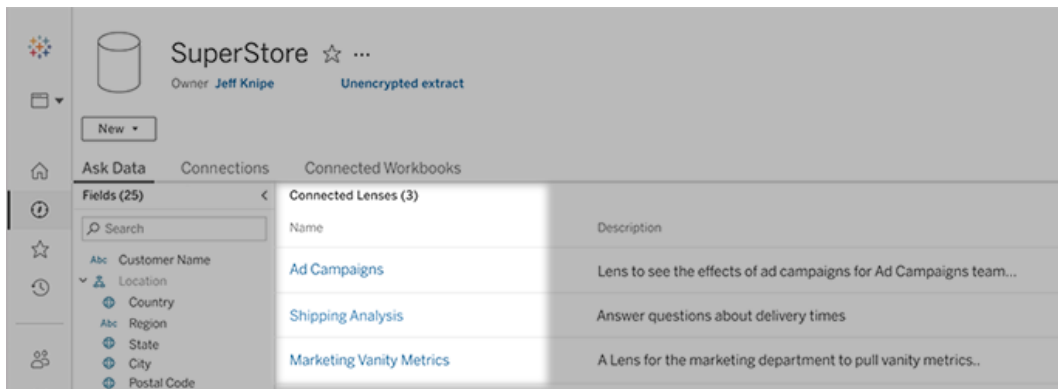 SuperStore ...
Owner Jeff Knipe Unencrypted extract
New
Ask Data Connections Connected Workbooks
Fields (25)
Search
Abc Customer Name
Location
Country
Abc Region
State
City
Postal Code
Connected Lenses (3)
Name Description
Ad Campaigns Lens to see the effects of ad campaigns for Ad Campaigns team...
Shipping Analysis Answer questions about delivery times
Marketing Vanity Metrics A Lens for the marketing department to pull vanity metrics..